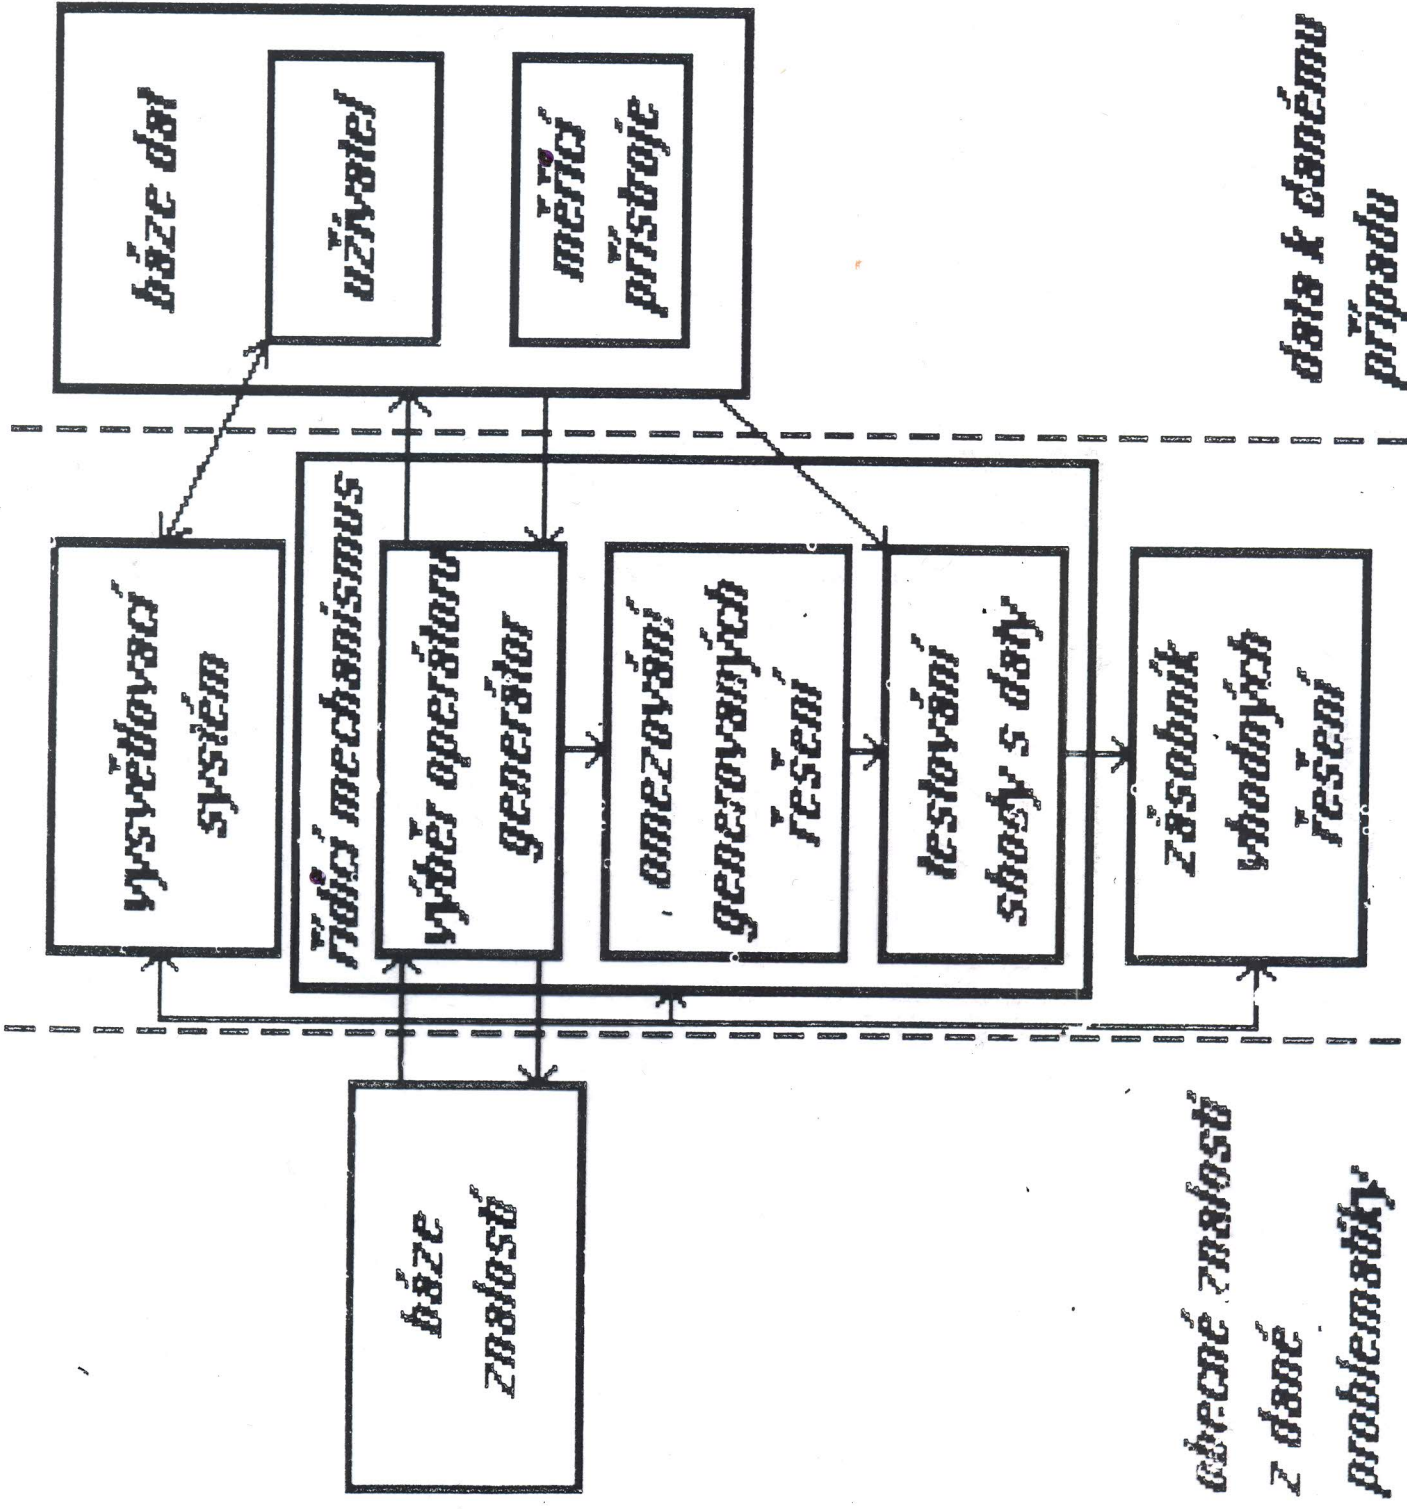 báze
znalostí
obecné znalosti
z dané
problematiky
vysvětlovací
systém
řídicí mechanismus
výběr operátoru
generátor
omezování
generovaných
řešení
testování
shody s daty
zásobník
vhodných
řešení
báze dat
uživatel
měřicí
přístroje
data k danému
případu